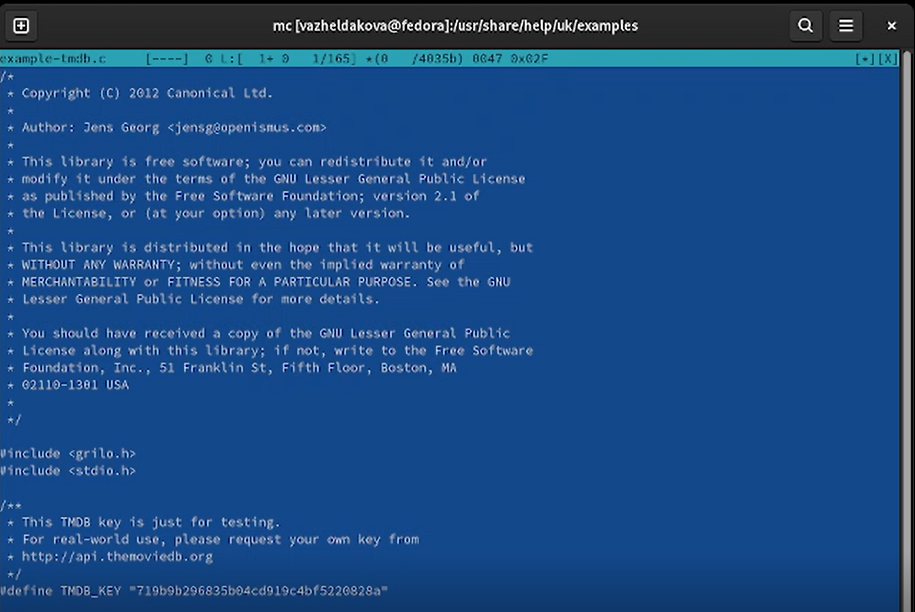 mc [vazheldakova@fedora]:/usr/share/help/uk/examples
example-tmdb.c [----] 0 L:[ 1+ 0 1/165] *(0 /4035b) 0047 0x02F [*][X]
/*
* Copyright (C) 2012 Canonical Ltd.
*
* Author: Jens Georg <jensg@openismus.com>
*
* This library is free software; you can redistribute it and/or
* modify it under the terms of the GNU Lesser General Public License
* as published by the Free Software Foundation; version 2.1 of
* the License, or (at your option) any later version.
*
* This library is distributed in the hope that it will be useful, but
* WITHOUT ANY WARRANTY; without even the implied warranty of
* MERCHANTABILITY or FITNESS FOR A PARTICULAR PURPOSE. See the GNU
* Lesser General Public License for more details.
*
* You should have received a copy of the GNU Lesser General Public
* License along with this library; if not, write to the Free Software
* Foundation, Inc., 51 Franklin St, Fifth Floor, Boston, MA
* 02110-1301 USA
*
*/
#include <grilo.h>
#include <stdio.h>
/**
* This TMDB key is just for testing.
* For real-world use, please request your own key from
* http://api.themoviedb.org
*/
#define TMDB_KEY "719b9b296835b04cd919c4bf5220828a"